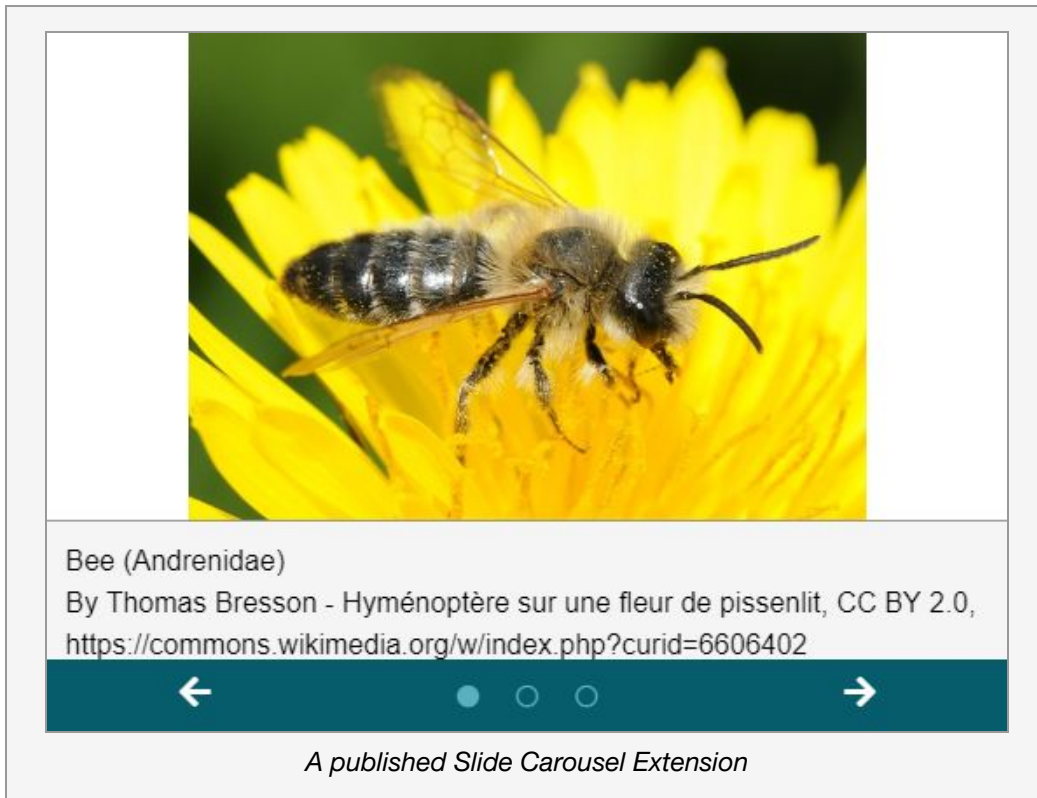 Bee (Andrenidae)
By Thomas Bresson - Hyménoptère sur une fleur de pissenlit, CC BY 2.0,
https://commons.wikimedia.org/w/index.php?curid=6606402
A published Slide Carousel Extension